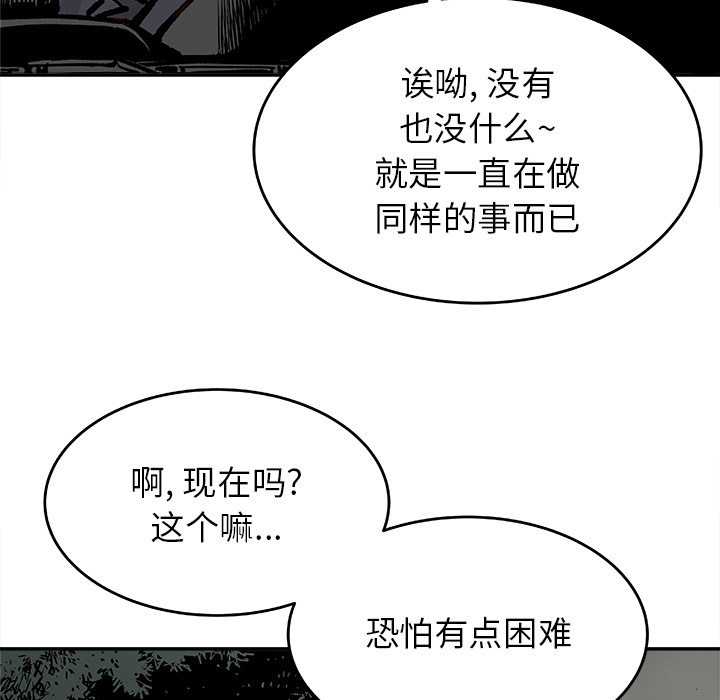 诶呦, 没有
也没什么~
就是一直在做
同样的事而已
啊, 现在吗?
这个嘛...
恐怕有点困难